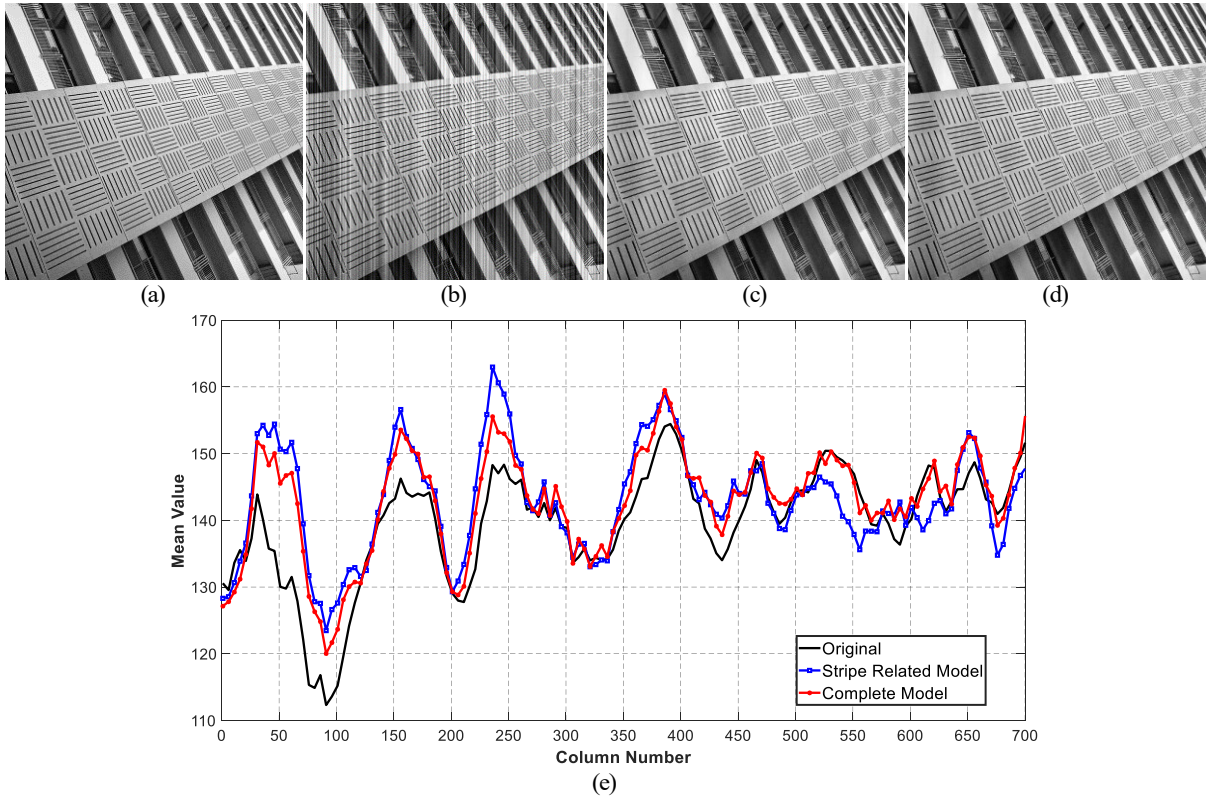 (a) (b) (c) (d)
170
160
150
140
130
120
110
Mean Value
Original
Stripe Related Model
Complete Model
0 50 100 150 200 250 300 350 400 450 500 550 600 650 700
Column Number
(e)